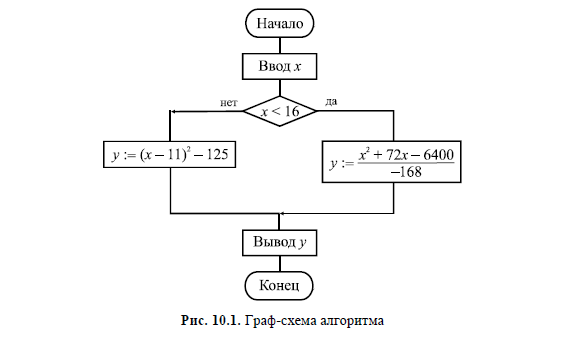 Начало
Ввод x
нет
x < 16
да
y := (x − 11)² − 125
y := (x² + 72x − 6400) / −168
Вывод y
Конец
Рис. 10.1. Граф-схема алгоритма